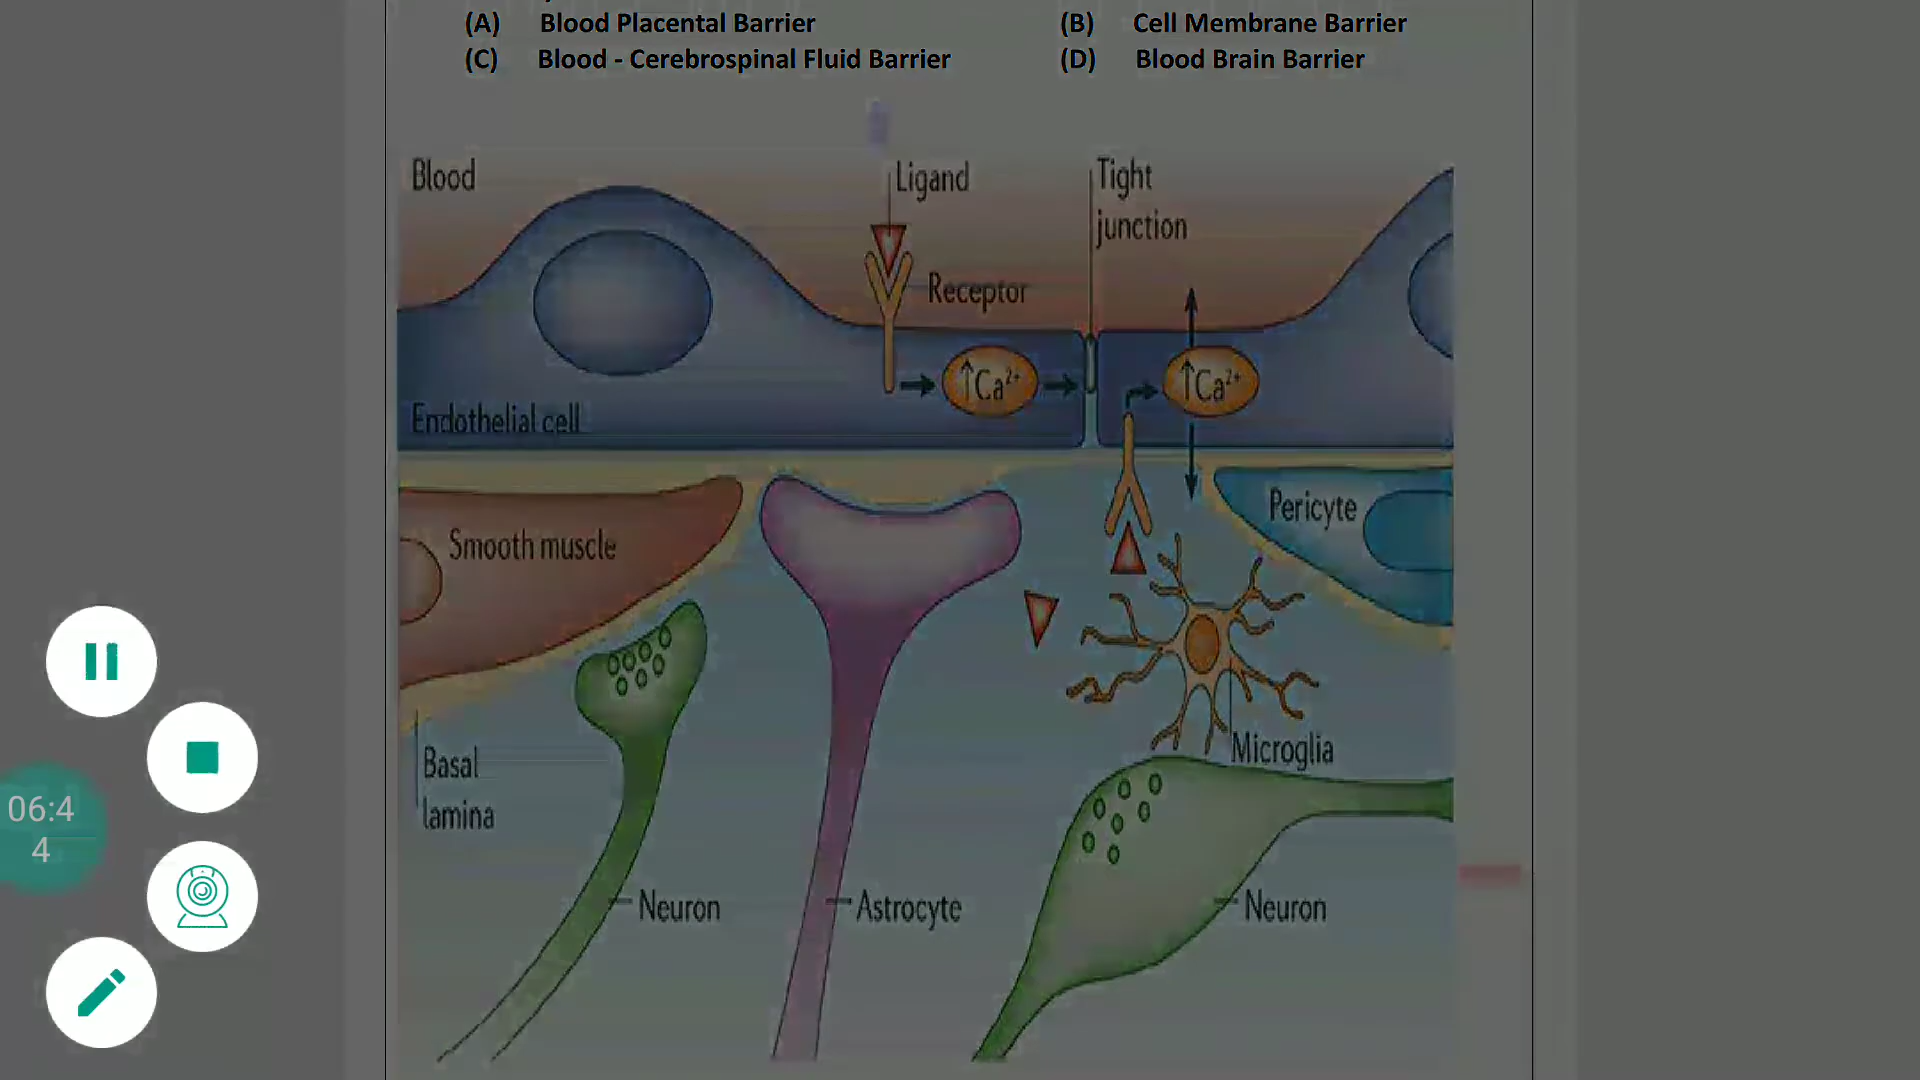 (A) Blood Placental Barrier (B) Cell Membrane Barrier
(C) Blood - Cerebrospinal Fluid Barrier (D) Blood Brain Barrier
Blood
Ligand
Tight
junction
Receptor
↑Ca²⁺
↑Ca²⁺
Endothelial cell
Smooth muscle
Pericyte
Basal
lamina
Microglia
Neuron
Astrocyte
Neuron
06:4
4